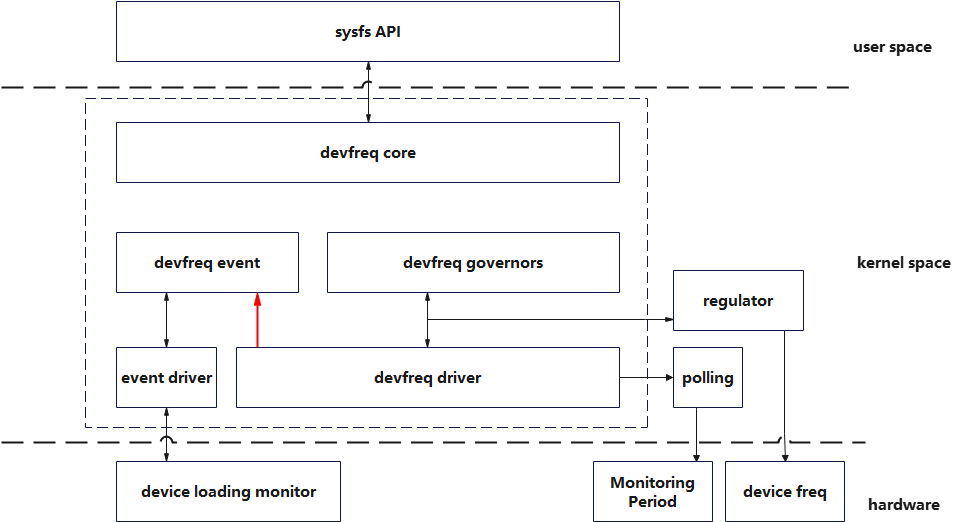 sysfs API
user space
devfreq core
devfreq event
devfreq governors
kernel space
regulator
event driver
devfreq driver
polling
device loading monitor
Monitoring
Period
device freq
hardware